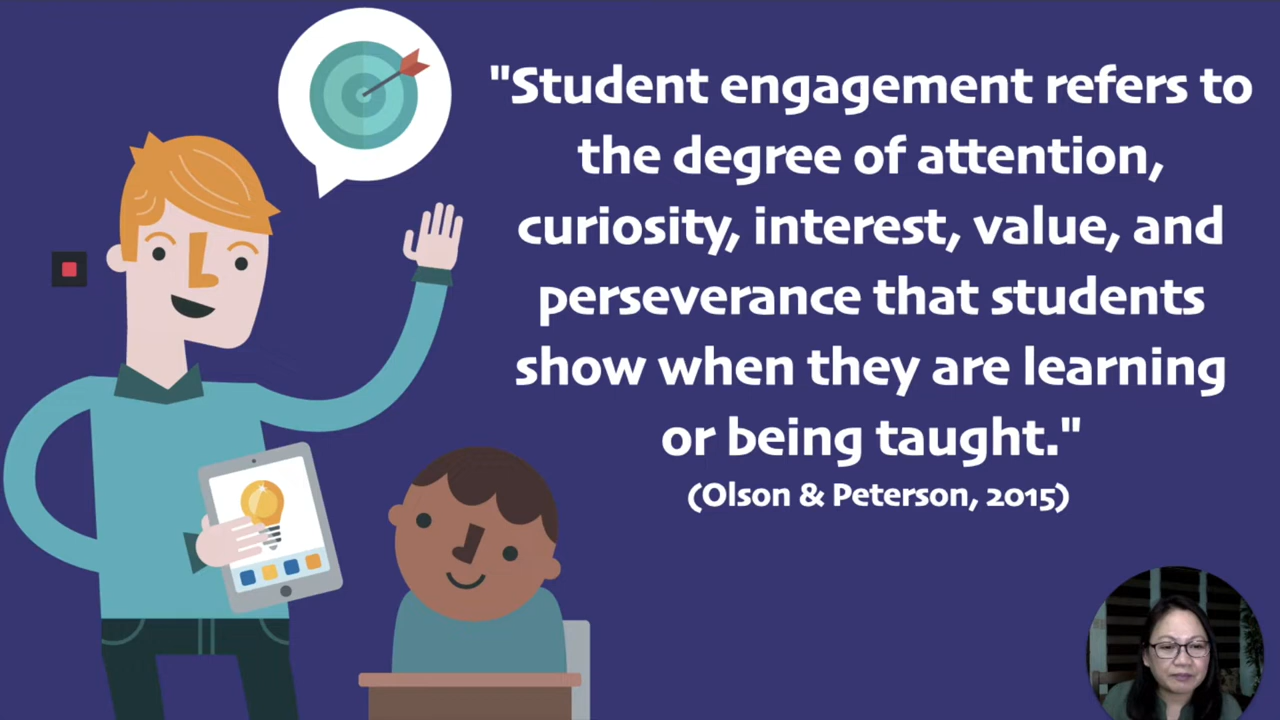 "Student engagement refers to
the degree of attention,
curiosity, interest, value, and
perseverance that students
show when they are learning
or being taught."
(Olson & Peterson, 2015)